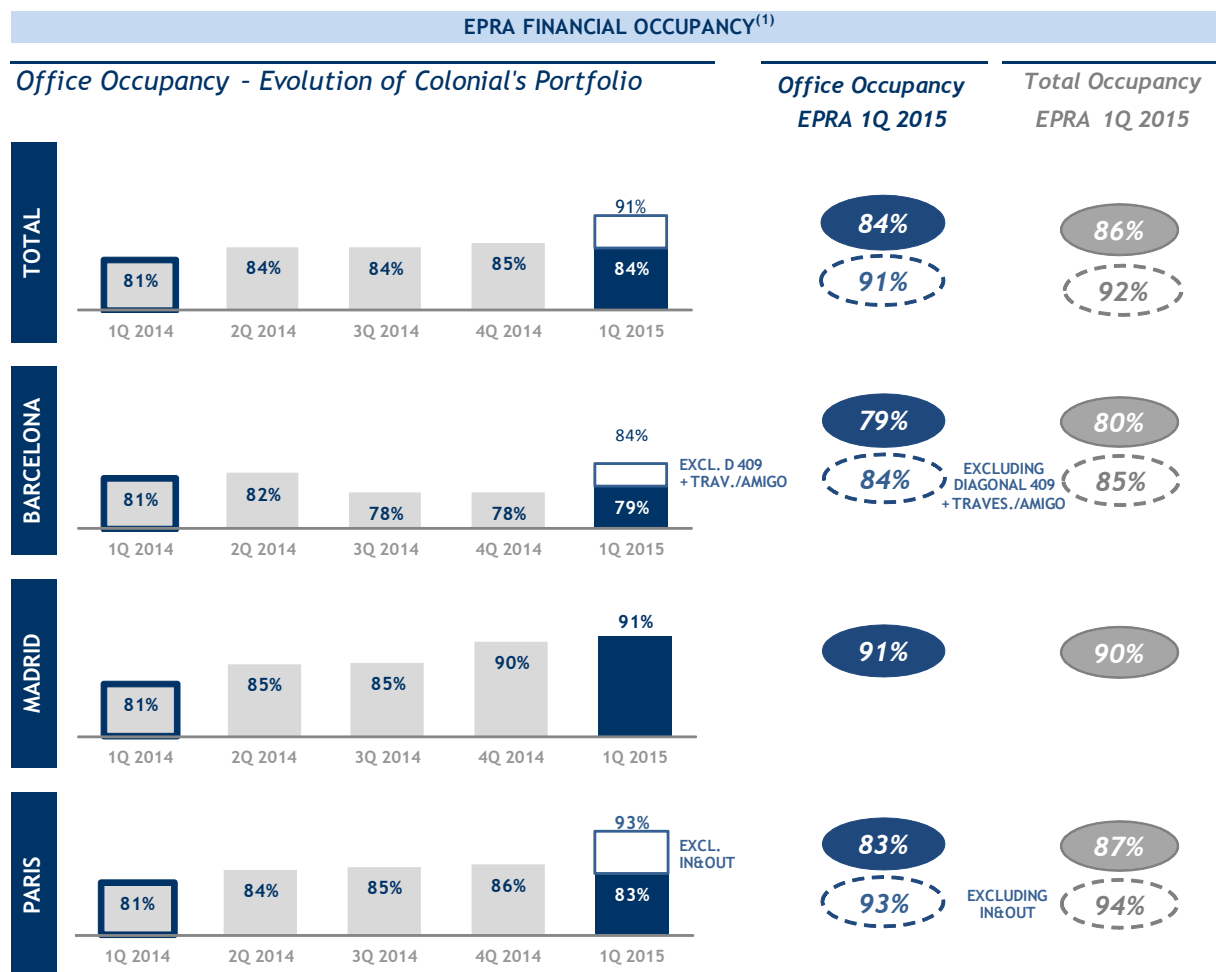 EPRA FINANCIAL OCCUPANCY(1)
Office Occupancy - Evolution of Colonial's Portfolio
Office Occupancy
EPRA 1Q 2015
Total Occupancy
EPRA 1Q 2015
TOTAL
81%
84%
84%
85%
91%
84%
1Q 2014
2Q 2014
3Q 2014
4Q 2014
1Q 2015
84%
91%
86%
92%
BARCELONA
81%
82%
78%
78%
84%
79%
EXCL. D 409
+ TRAV./AMIGO
1Q 2014
2Q 2014
3Q 2014
4Q 2014
1Q 2015
79%
84%
EXCLUDING
DIAGONAL 409
+ TRAVES./AMIGO
80%
85%
MADRID
81%
85%
85%
90%
91%
1Q 2014
2Q 2014
3Q 2014
4Q 2014
1Q 2015
91%
90%
PARIS
81%
84%
85%
86%
93%
83%
EXCL.
IN&OUT
1Q 2014
2Q 2014
3Q 2014
4Q 2014
1Q 2015
83%
93%
EXCLUDING
IN&OUT
87%
94%